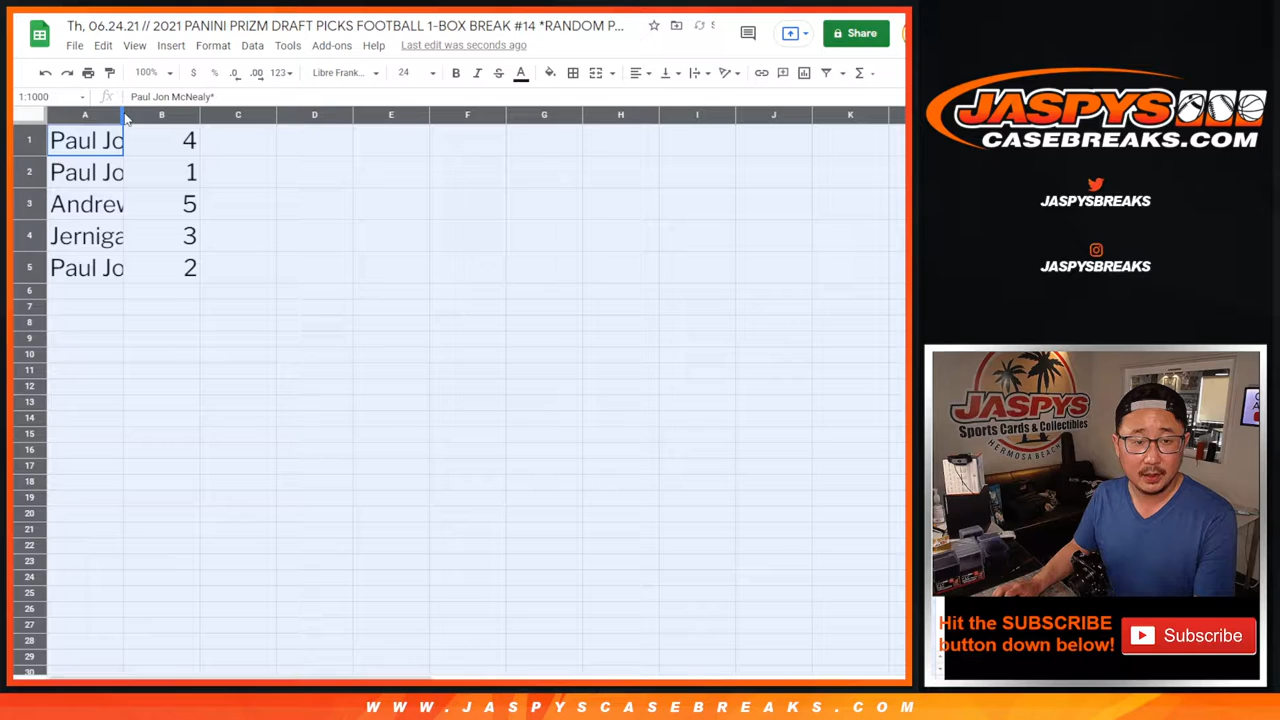 Th, 06.24.21 // 2021 PANINI PRIZM DRAFT PICKS FOOTBALL 1-BOX BREAK #14 *RANDOM P...
File Edit View Insert Format Data Tools Add-ons Help Last edit was seconds ago
Share
100% $ % .0 .00 123 Libre Frank... 24 B I S A
1:1000 fx Paul Jon McNealy*
A B C D E F G H I J K
1 Paul Jo 4
2 Paul Jo 1
3 Andrew 5
4 Jerniga 3
5 Paul Jo 2
6
7
8
9
10
11
12
13
14
15
16
17
18
19
20
21
22
23
24
25
26
27
28
29
30
JASPYS
CASEBREAKS.COM
JASPYSBREAKS
JASPYSBREAKS
JASPYS
Sports Cards & Collectibles
HERMOSA BEACH
Hit the SUBSCRIBE
button down below!
Subscribe
WWW.JASPYSCASEBREAKS.COM